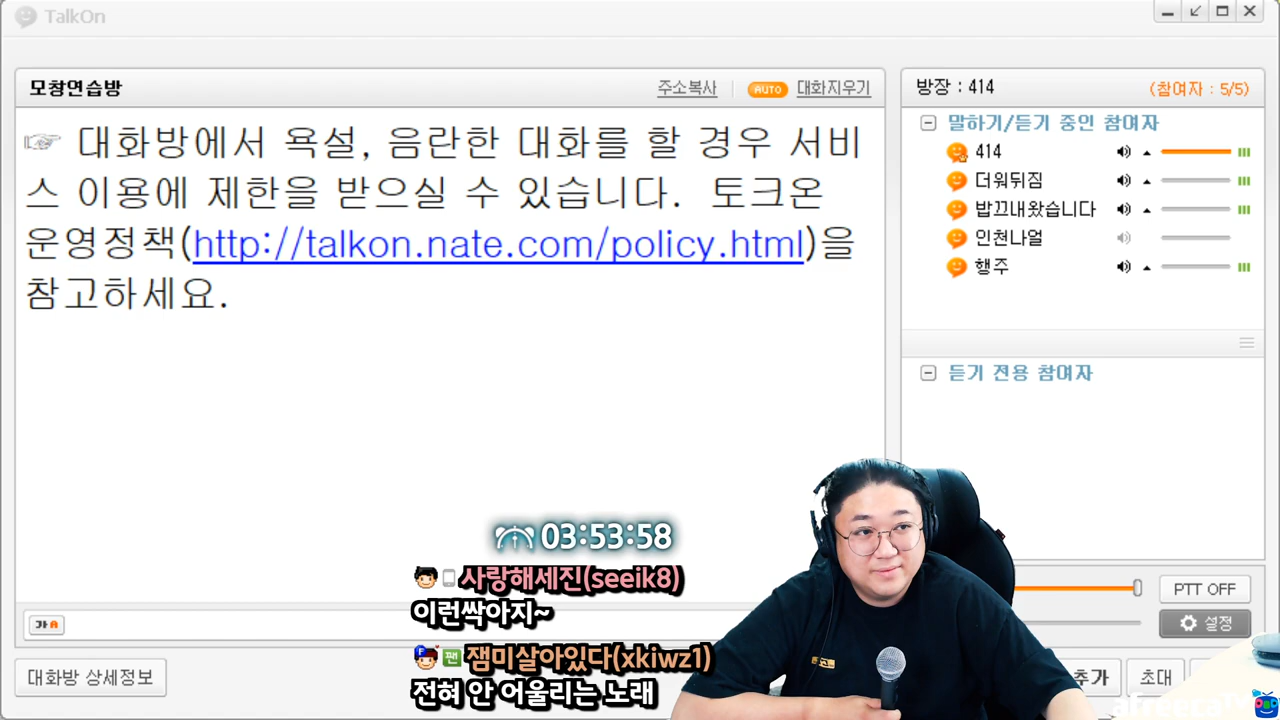 TalkOn
모창연습방
주소복사
AUTO
대화지우기
☞ 대화방에서 욕설, 음란한 대화를 할 경우 서비
스 이용에 제한을 받으실 수 있습니다. 토크온
운영정책(http://talkon.nate.com/policy.html)을
참고하세요.
방장 : 414
(참여자 : 5/5)
말하기/듣기 중인 참여자
414
더워뒤짐
밥끄내왔습니다
인천나얼
행주
듣기 전용 참여자
03:53:58
사랑해세진(seeik8)
이런싹아지~
F
팬
잼미살아있다(xkiwz1)
전혀 안 어울리는 노래
가A
대화방 상세정보
PTT OFF
설정
추가
초대
afreecaTV